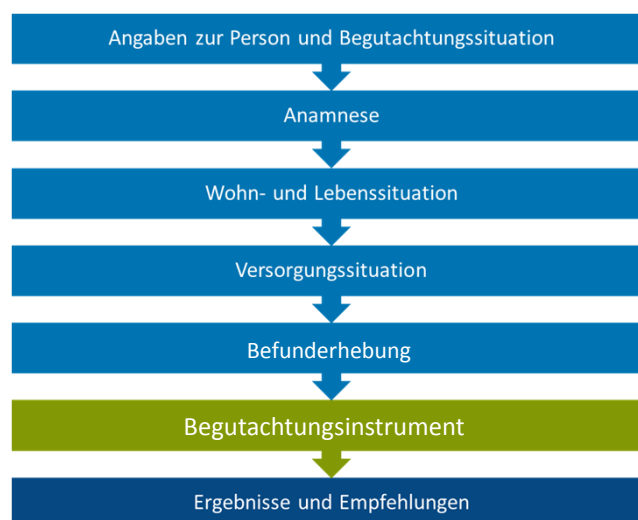 Angaben zur Person und Begutachtungssituation
Anamnese
Wohn- und Lebenssituation
Versorgungssituation
Befunderhebung
Begutachtungsinstrument
Ergebnisse und Empfehlungen